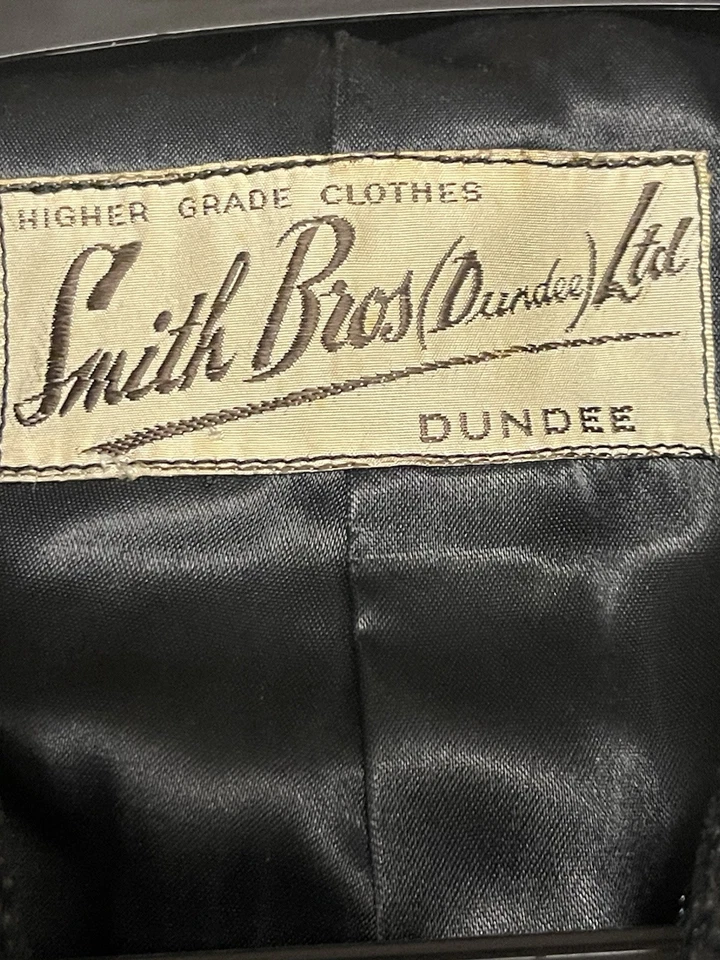 HIGHER GRADE CLOTHES
Smith Bros (Dundee) Ltd
DUNDEE